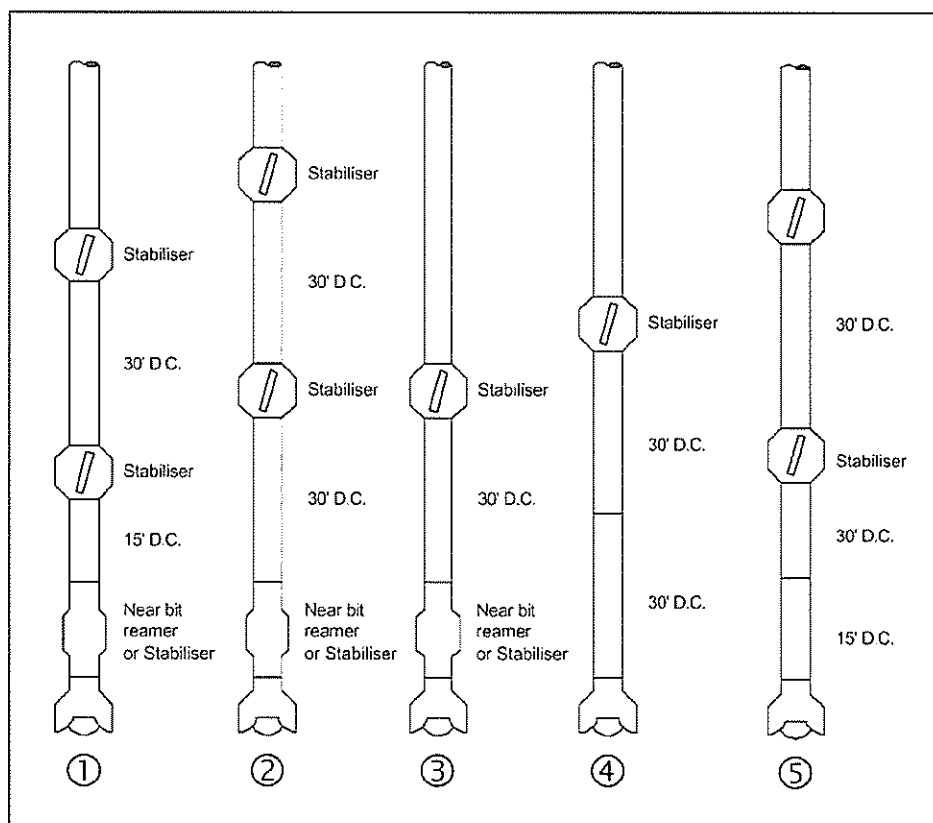 Stabiliser
30' D.C.
Stabiliser
15' D.C.
Near bit
reamer
or Stabiliser
1
Stabiliser
30' D.C.
Stabiliser
30' D.C.
Near bit
reamer
or Stabiliser
2
Stabiliser
30' D.C.
Near bit
reamer
or Stabiliser
3
Stabiliser
30' D.C.
30' D.C.
4
30' D.C.
Stabiliser
30' D.C.
15' D.C.
5